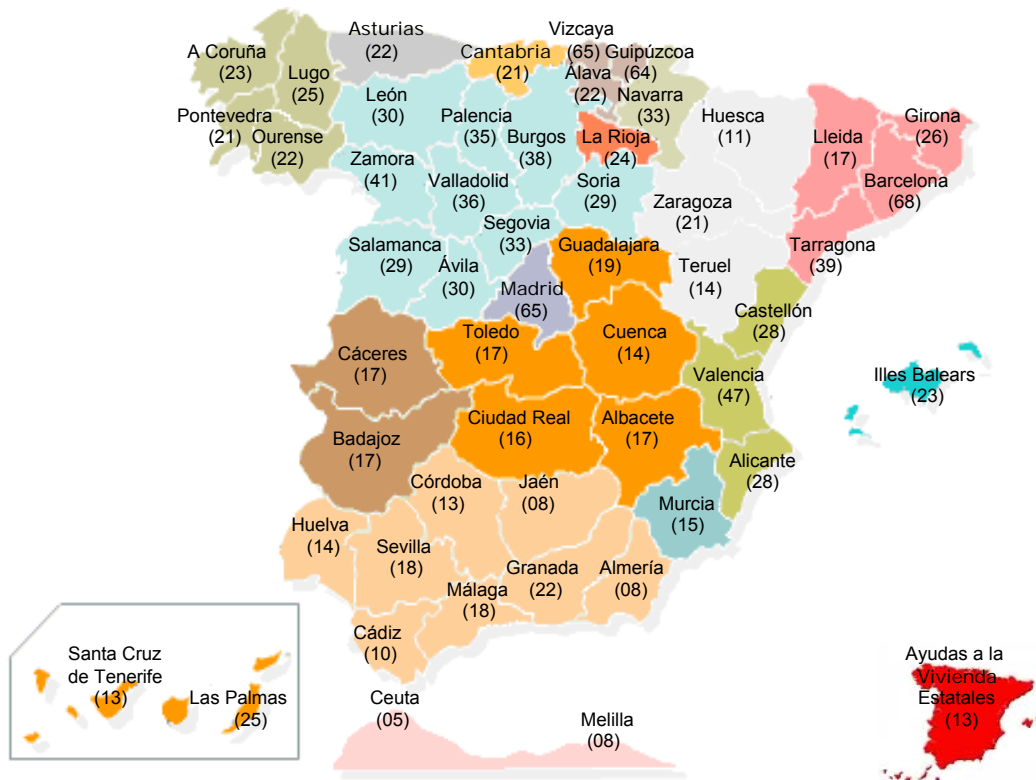 Asturias
(22)
Vizcaya
(65)
Guipúzcoa
(64)
A Coruña
(23)
Cantabria
(21)
Lugo
(25)
Álava
(22)
Navarra
(33)
León
(30)
Palencia
(35)
Burgos
(38)
Huesca
(11)
Pontevedra
(21)
Ourense
(22)
La Rioja
(24)
Lleida
(17)
Girona
(26)
Zamora
(41)
Valladolid
(36)
Soria
(29)
Zaragoza
(21)
Barcelona
(68)
Segovia
(33)
Salamanca
(29)
Ávila
(30)
Guadalajara
(19)
Teruel
(14)
Tarragona
(39)
Madrid
(65)
Castellón
(28)
Toledo
(17)
Cuenca
(14)
Cáceres
(17)
Valencia
(47)
Illes Balears
(23)
Badajoz
(17)
Ciudad Real
(16)
Albacete
(17)
Alicante
(28)
Córdoba
(13)
Jaén
(08)
Murcia
(15)
Huelva
(14)
Sevilla
(18)
Málaga
(18)
Granada
(22)
Almería
(08)
Cádiz
(10)
Santa Cruz
de Tenerife
(13)
Las Palmas
(25)
Ceuta
(05)
Melilla
(08)
Ayudas a la
Vivienda
Estatales
(13)